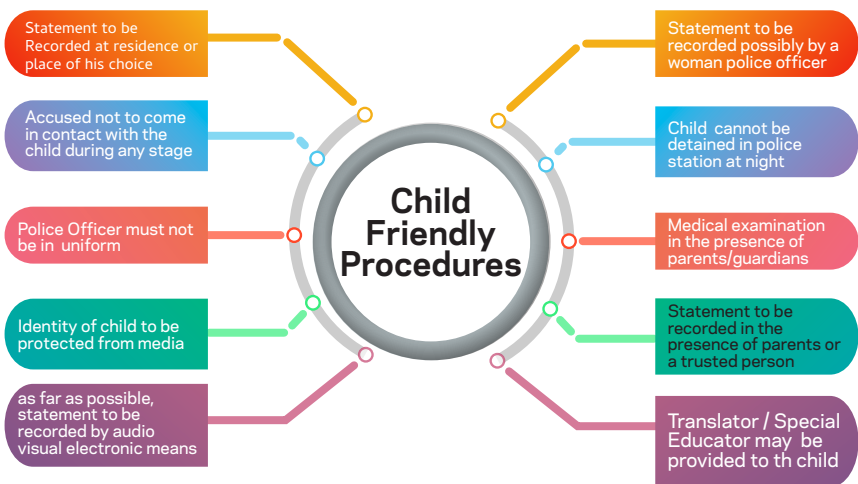 Statement to be
Recorded at residence or
place of his choice
Accused not to come
in contact with the
child during any stage
Police Officer must not
be in uniform
Identity of child to be
protected from media
as far as possible,
statement to be
recorded by audio
visual electronic means
Child
Friendly
Procedures
Statement to be
recorded possibly by a
woman police officer
Child cannot be
detained in police
station at night
Medical examination
in the presence of
parents/guardians
Statement to be
recorded in the
presence of parents or
a trusted person
Translator / Special
Educator may be
provided to th child